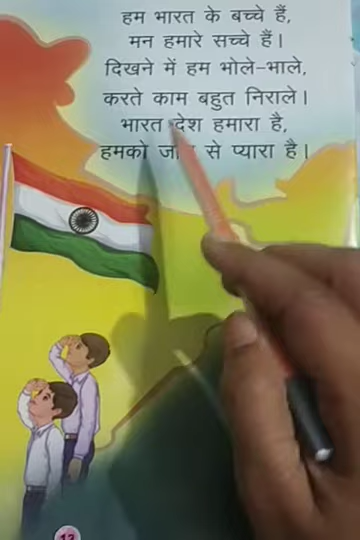 हम भारत के बच्चे हैं,
मन हमारे सच्चे हैं।
दिखने में हम भोले-भाले,
करते काम बहुत निराले।
भारत देश हमारा है,
हमको से प्यारा है।